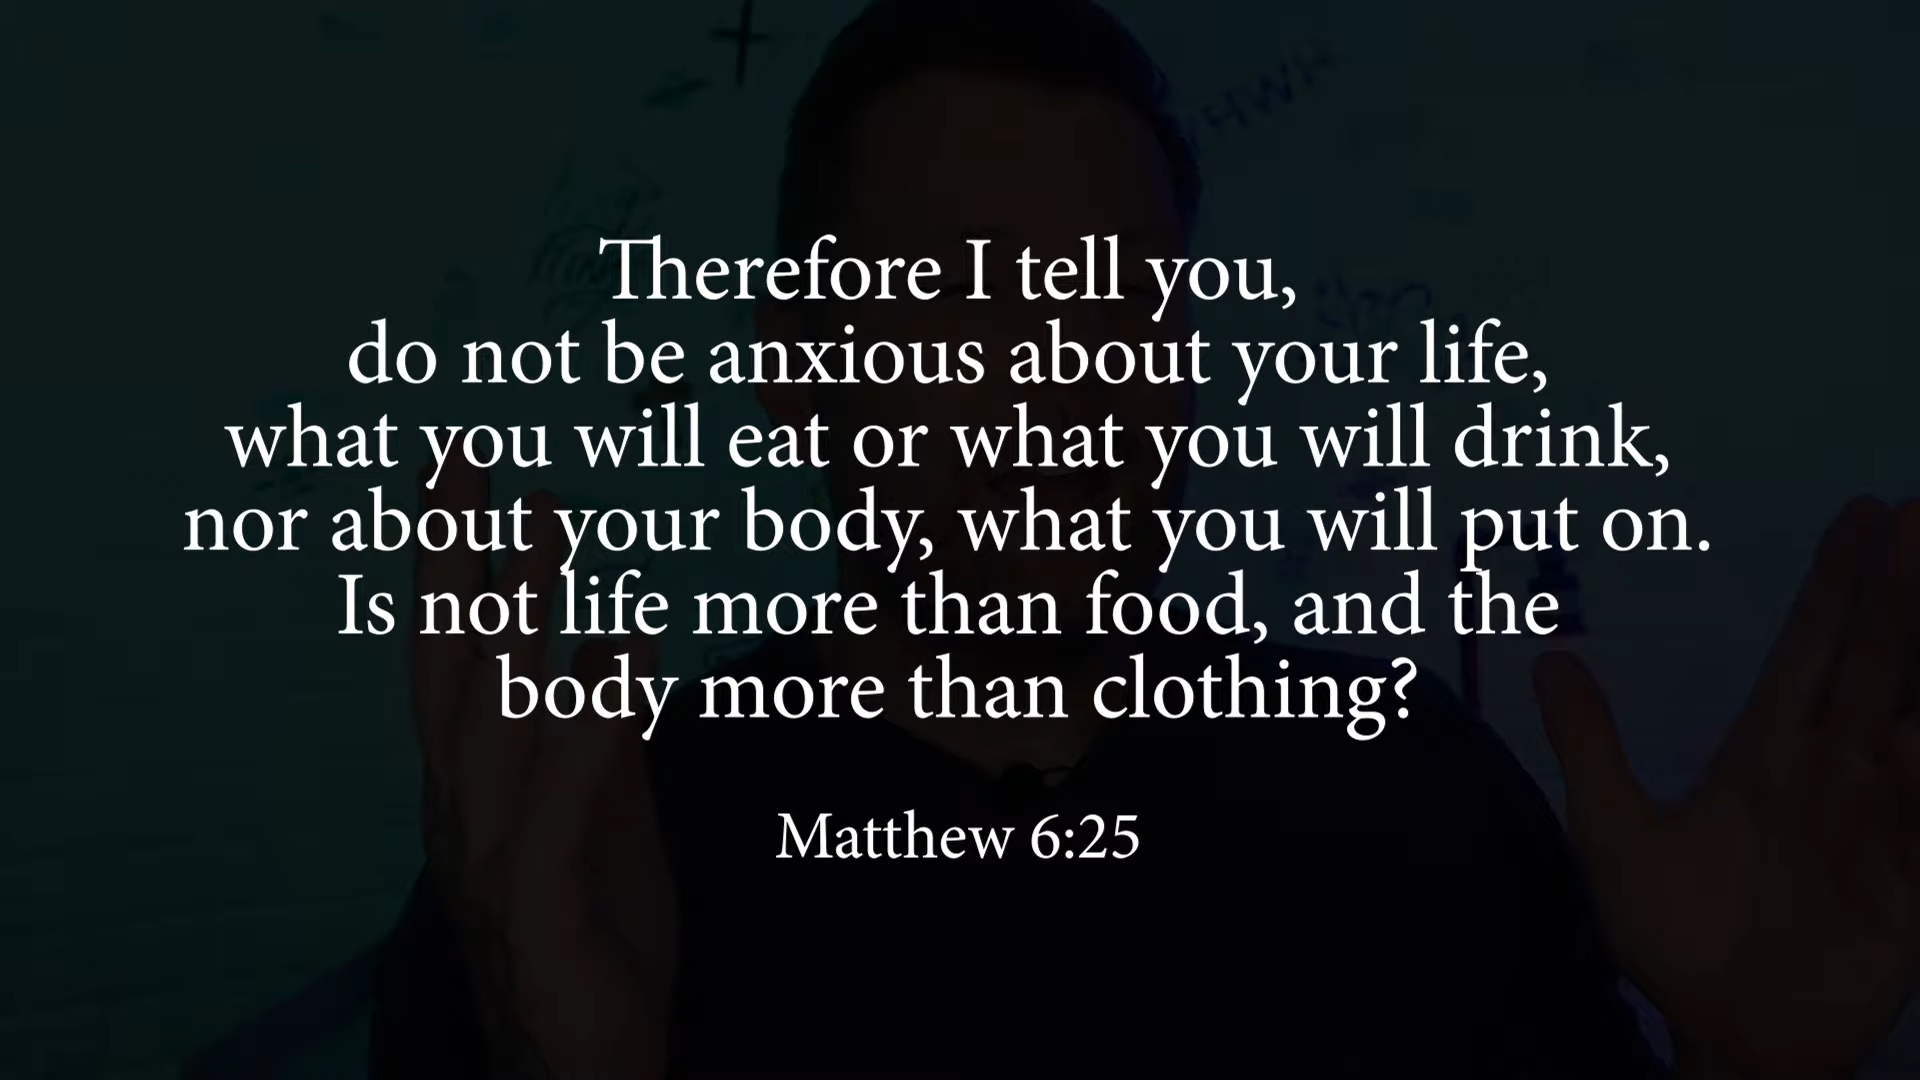 Therefore I tell you,
do not be anxious about your life,
what you will eat or what you will drink,
nor about your body, what you will put on.
Is not life more than food, and the
body more than clothing?
Matthew 6:25